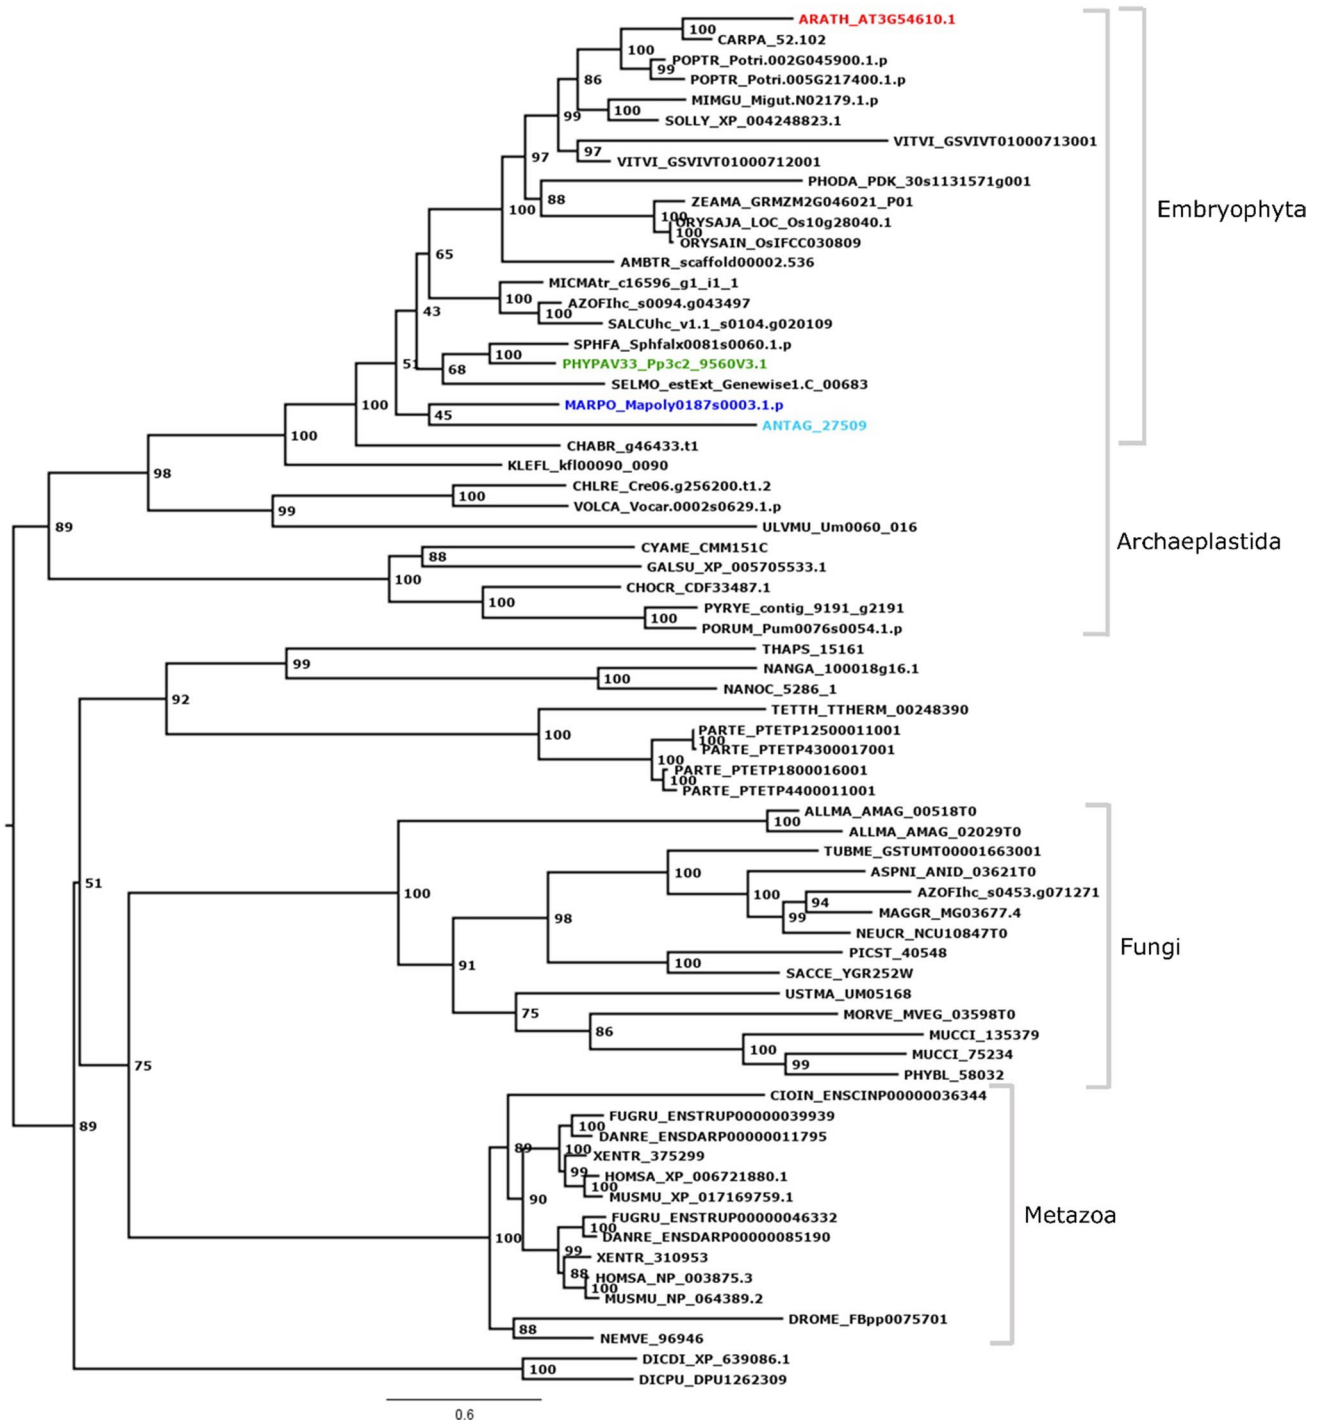 ARATH_AT3G54610.1
100
CARPA_52.102
100
POPTR_Potri.002G045900.1.p
99
86
POPTR_Potri.005G217400.1.p
MIMGU_Migut.N02179.1.p
100
99
SOLLY_XP_004248823.1
VITVI_GSVIVT01000713001
97
97
VITVI_GSVIVT01000712001
PHODA_PDK_30s1131571g001
88
ZEAMA_GRMZM2G046021_P01
Embryophyta
100
100
ORYSAJA_LOC_Os10g28040.1
100
ORYSAIN_OsIFCC030809
65
AMBTR_scaffold00002.536
MICMAtr_c16596_g1_i1_1
100
AZOFIhc_s0094.g043497
43
100
SALCUhc_v1.1_s0104.g020109
SPHFA_Sphfalx0081s0060.1.p
100
51
PHYPAV33_Pp3c2_9560V3.1
68
SELMO_estExt_Genewise1.C_00683
100
MARPO_Mapoly0187s0003.1.p
45
ANTAG_27509
100
CHABR_g46433.t1
KLEFL_kfl00090_0090
98
CHLRE_Cre06.g256200.t1.2
100
VOLCA_Vocar.0002s0629.1.p
99
89
ULVMU_Um0060_016
Archaeplastida
CYAME_CMM151C
88
GALSU_XP_005705533.1
100
CHOCR_CDF33487.1
100
PYRYE_contig_9191_g2191
100
PORUM_Pum0076s0054.1.p
THAPS_15161
99
NANGA_100018g16.1
100
NANOC_5286_1
92
TETTH_TTHERM_00248390
100
PARTE_PTETP12500011001
100
PARTE_PTETP4300017001
100
PARTE_PTETP1800016001
100
PARTE_PTETP4400011001
ALLMA_AMAG_00518T0
100
ALLMA_AMAG_02029T0
TUBME_GSTUMT00001663001
100
ASPNI_ANID_03621T0
51
100
100
AZOFIhc_s0453.g071271
94
MAGGR_MG03677.4
98
99
NEUCR_NCU10847T0
Fungi
PICST_40548
91
100
SACCE_YGR252W
USTMA_UM05168
75
MORVE_MVEG_03598T0
86
MUCCI_135379
100
MUCCI_75234
75
99
PHYBL_58032
CIOIN_ENSCINP00000036344
FUGRU_ENSTRUP00000039939
89
100
DANRE_ENSDARP00000011795
89
100
XENTR_375299
99
HOMSA_XP_006721880.1
100
MUSMU_XP_017169759.1
90
FUGRU_ENSTRUP00000046332
Metazoa
100
100
DANRE_ENSDARP00000085190
99
XENTR_310953
88
HOMSA_NP_003875.3
100
MUSMU_NP_064389.2
DROME_FBpp0075701
88
NEMVE_96946
DICDI_XP_639086.1
100
DICPU_DPU1262309
0.6